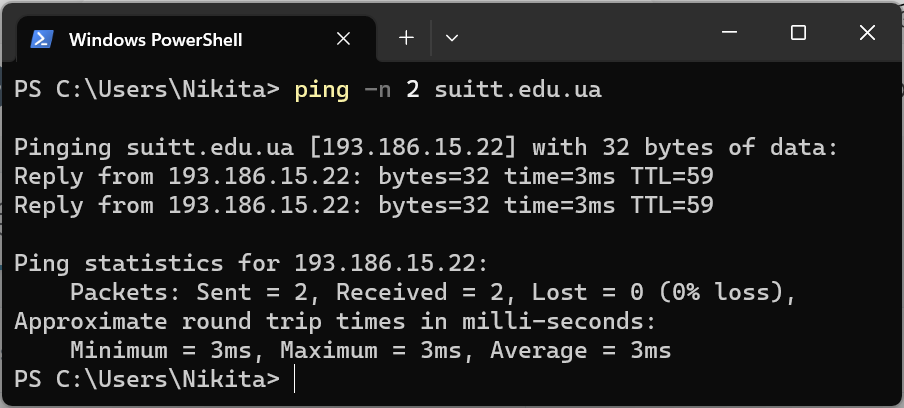 Windows PowerShell
PS C:\Users\Nikita> ping -n 2 suitt.edu.ua
Pinging suitt.edu.ua [193.186.15.22] with 32 bytes of data:
Reply from 193.186.15.22: bytes=32 time=3ms TTL=59
Reply from 193.186.15.22: bytes=32 time=3ms TTL=59
Ping statistics for 193.186.15.22:
    Packets: Sent = 2, Received = 2, Lost = 0 (0% loss),
Approximate round trip times in milli-seconds:
    Minimum = 3ms, Maximum = 3ms, Average = 3ms
PS C:\Users\Nikita>